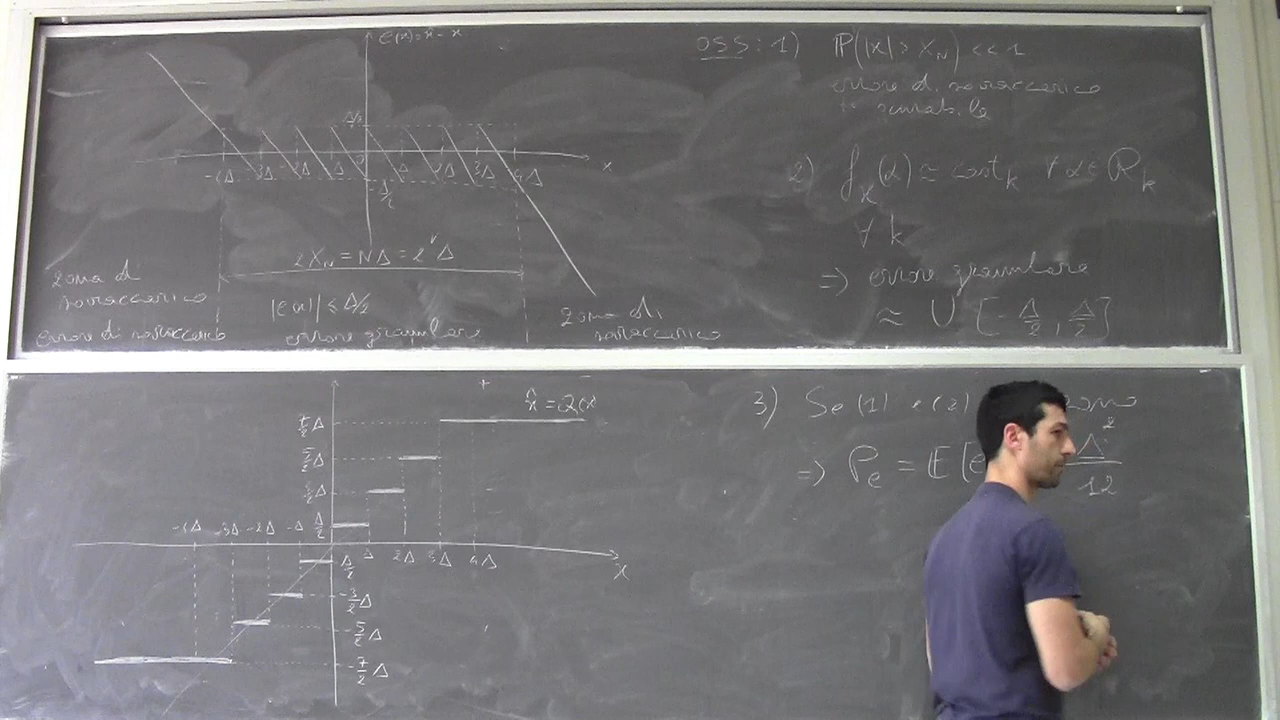 e(x) = x̂ - x
Δ/2
-4Δ -3Δ -2Δ -Δ Δ 2Δ 3Δ 4Δ x
-Δ/2
2X_N = NΔ = 2^ν Δ
zona di
sovraccarico
errore di sovraccarico
|e(x)| ≤ Δ/2
errore granulare
zona di
sovraccarico
OSS: 1) ℙ(|x| > X_N) << 1
errore di sovraccarico
2) f_x(α) ≈ cost_k ∀ α ∈ R_k
∀ k
⇒ errore granulare
≈ U [-Δ/2, Δ/2]
x̂ = Q(x)
7/2 Δ
5/2 Δ
3/2 Δ
Δ/2
-4Δ -3Δ -2Δ -Δ
Δ 2Δ 3Δ 4Δ x
-Δ/2
-3/2 Δ
-5/2 Δ
-7/2 Δ
3) Se (1) e (2)
⇒ P_e = E[e Δ²/12